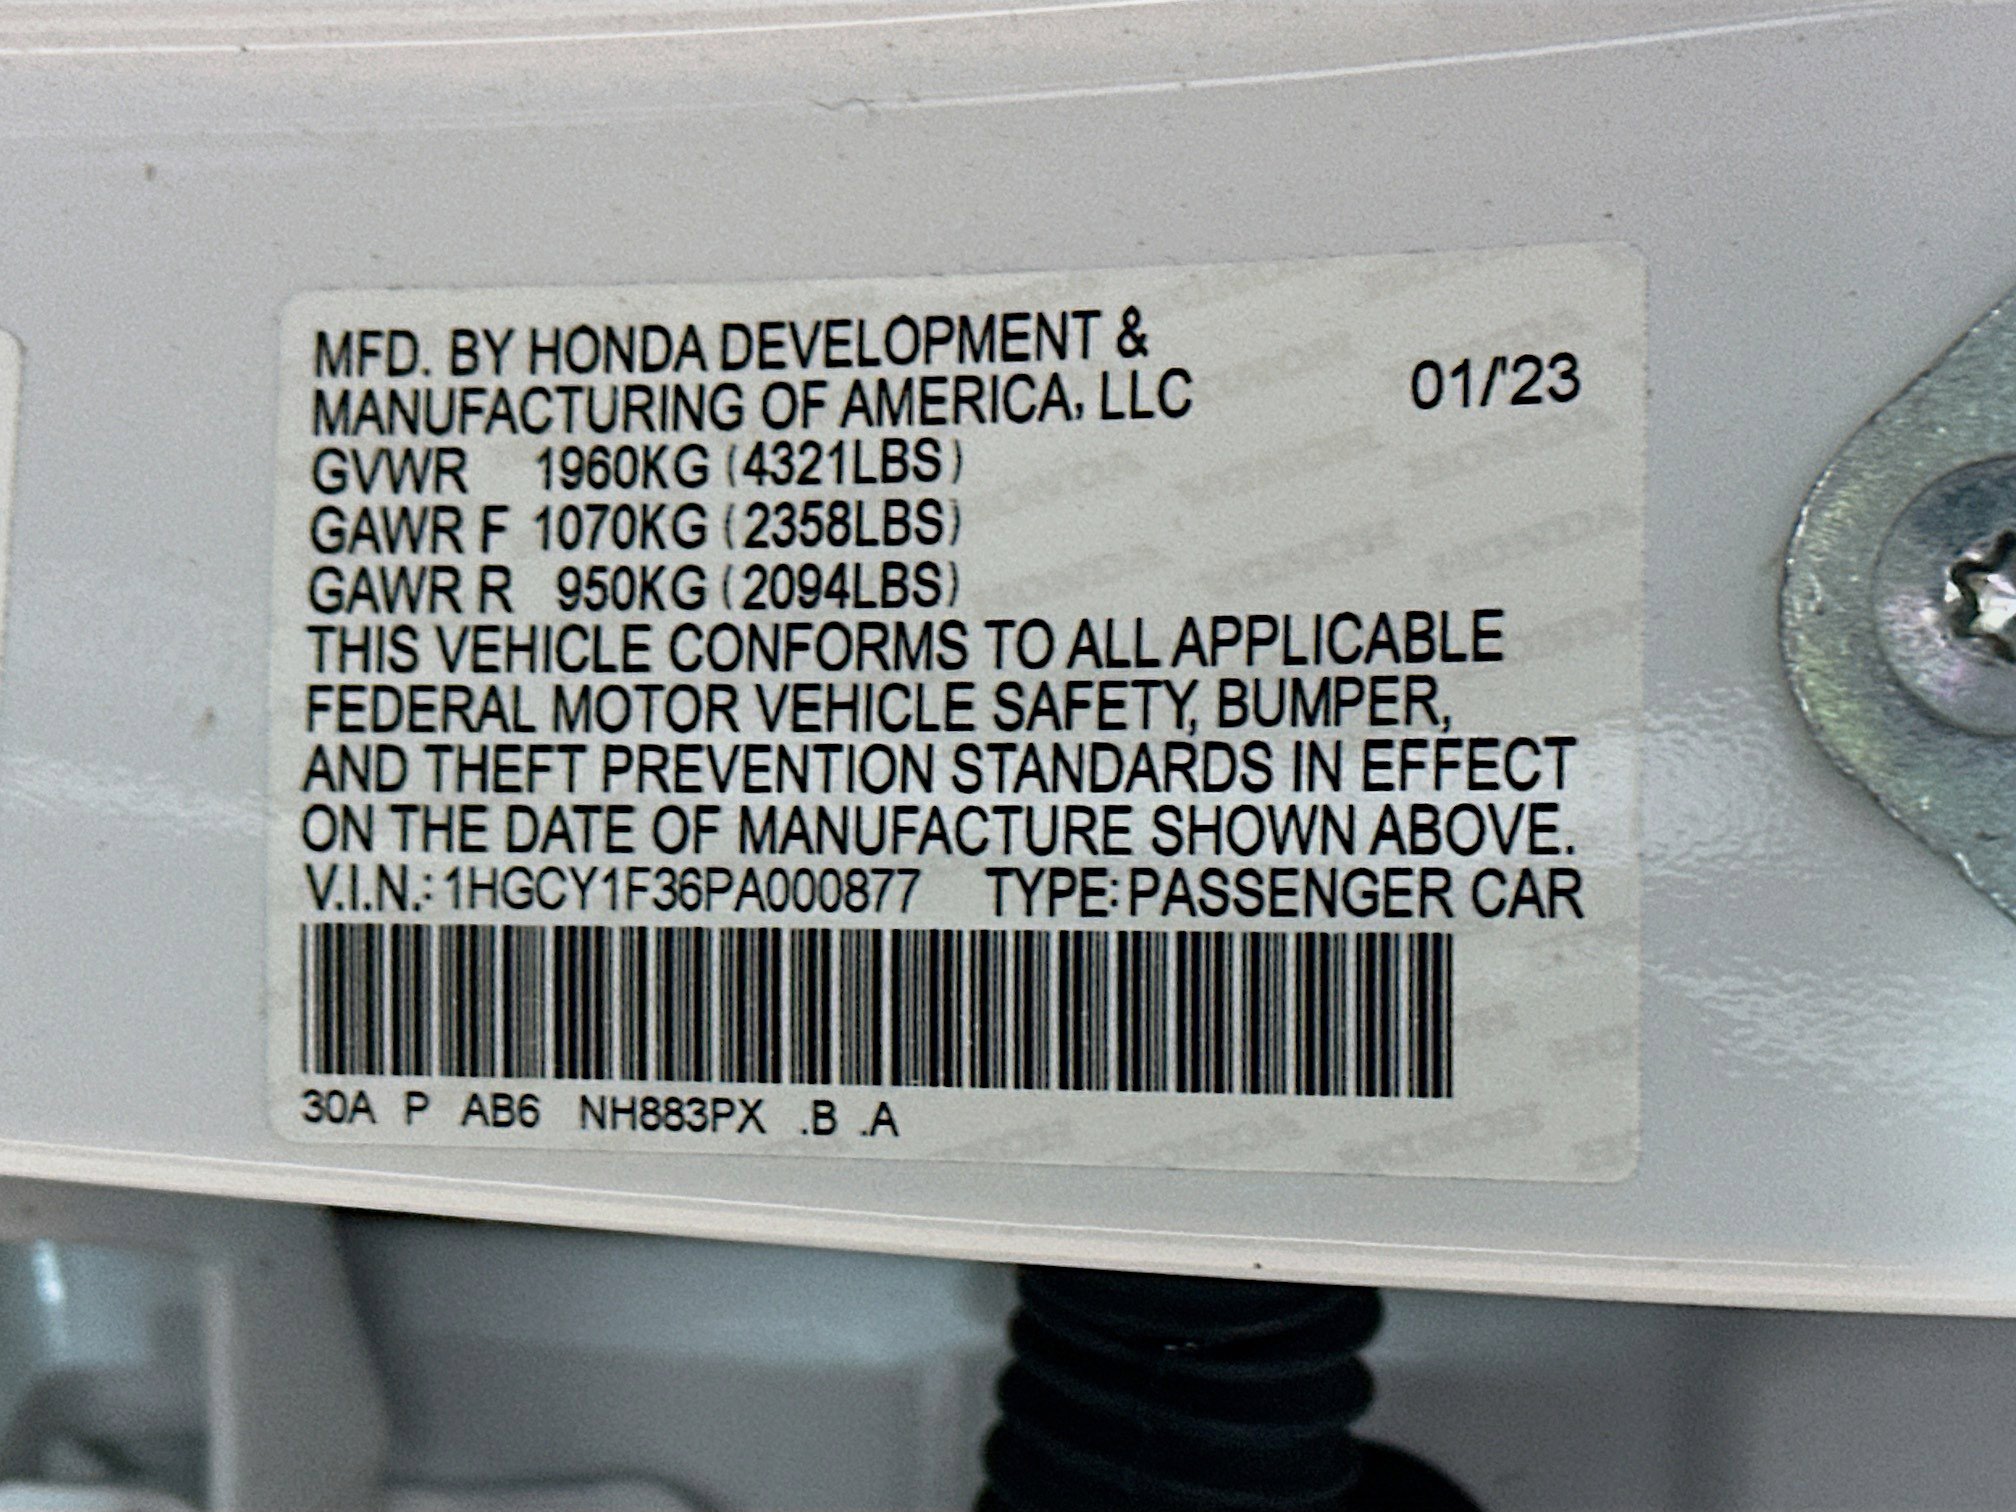 MFD. BY HONDA DEVELOPMENT &
MANUFACTURING OF AMERICA, LLC 01/'23
GVWR 1960KG (4321LBS)
GAWR F 1070KG (2358LBS)
GAWR R 950KG (2094LBS)
THIS VEHICLE CONFORMS TO ALL APPLICABLE
FEDERAL MOTOR VEHICLE SAFETY, BUMPER,
AND THEFT PREVENTION STANDARDS IN EFFECT
ON THE DATE OF MANUFACTURE SHOWN ABOVE.
V.I.N.: 1HGCY1F36PA000877 TYPE: PASSENGER CAR
30A P AB6 NH883PX .B .A